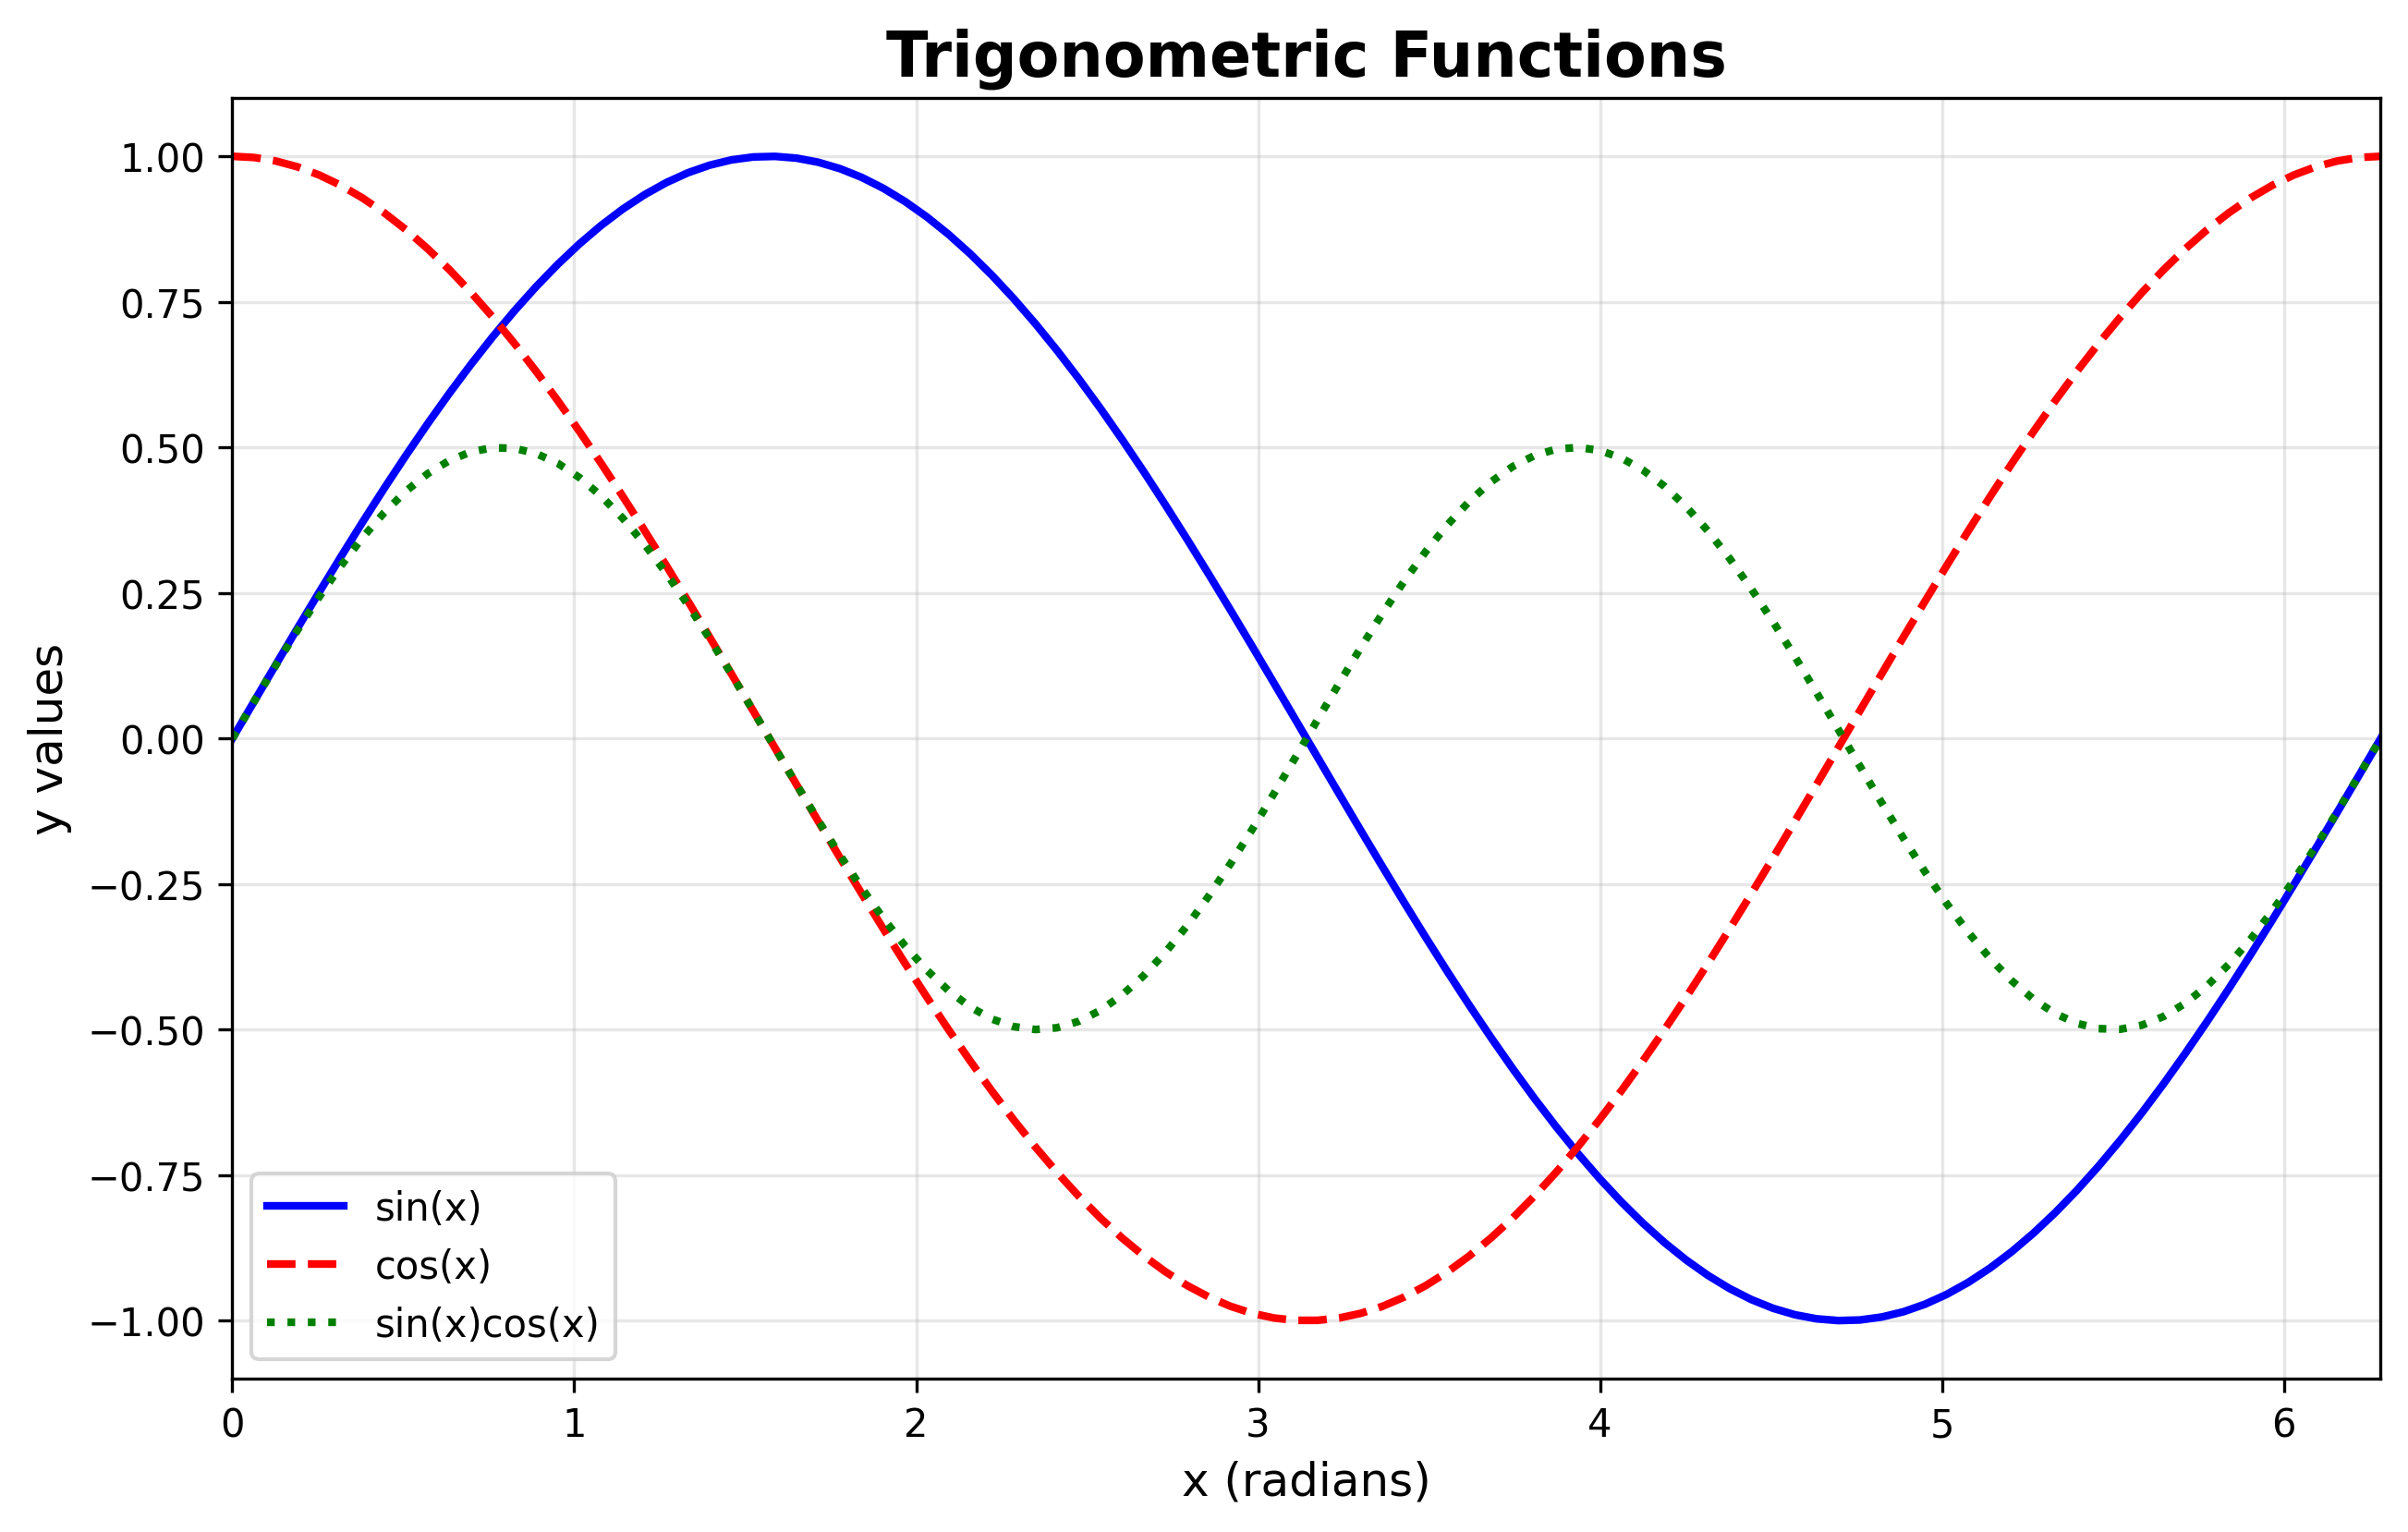 Trigonometric Functions
1.00
0.75
0.50
0.25
0.00
−0.25
−0.50
−0.75
−1.00
y values
sin(x)
cos(x)
sin(x)cos(x)
0 1 2 3 4 5 6
x (radians)